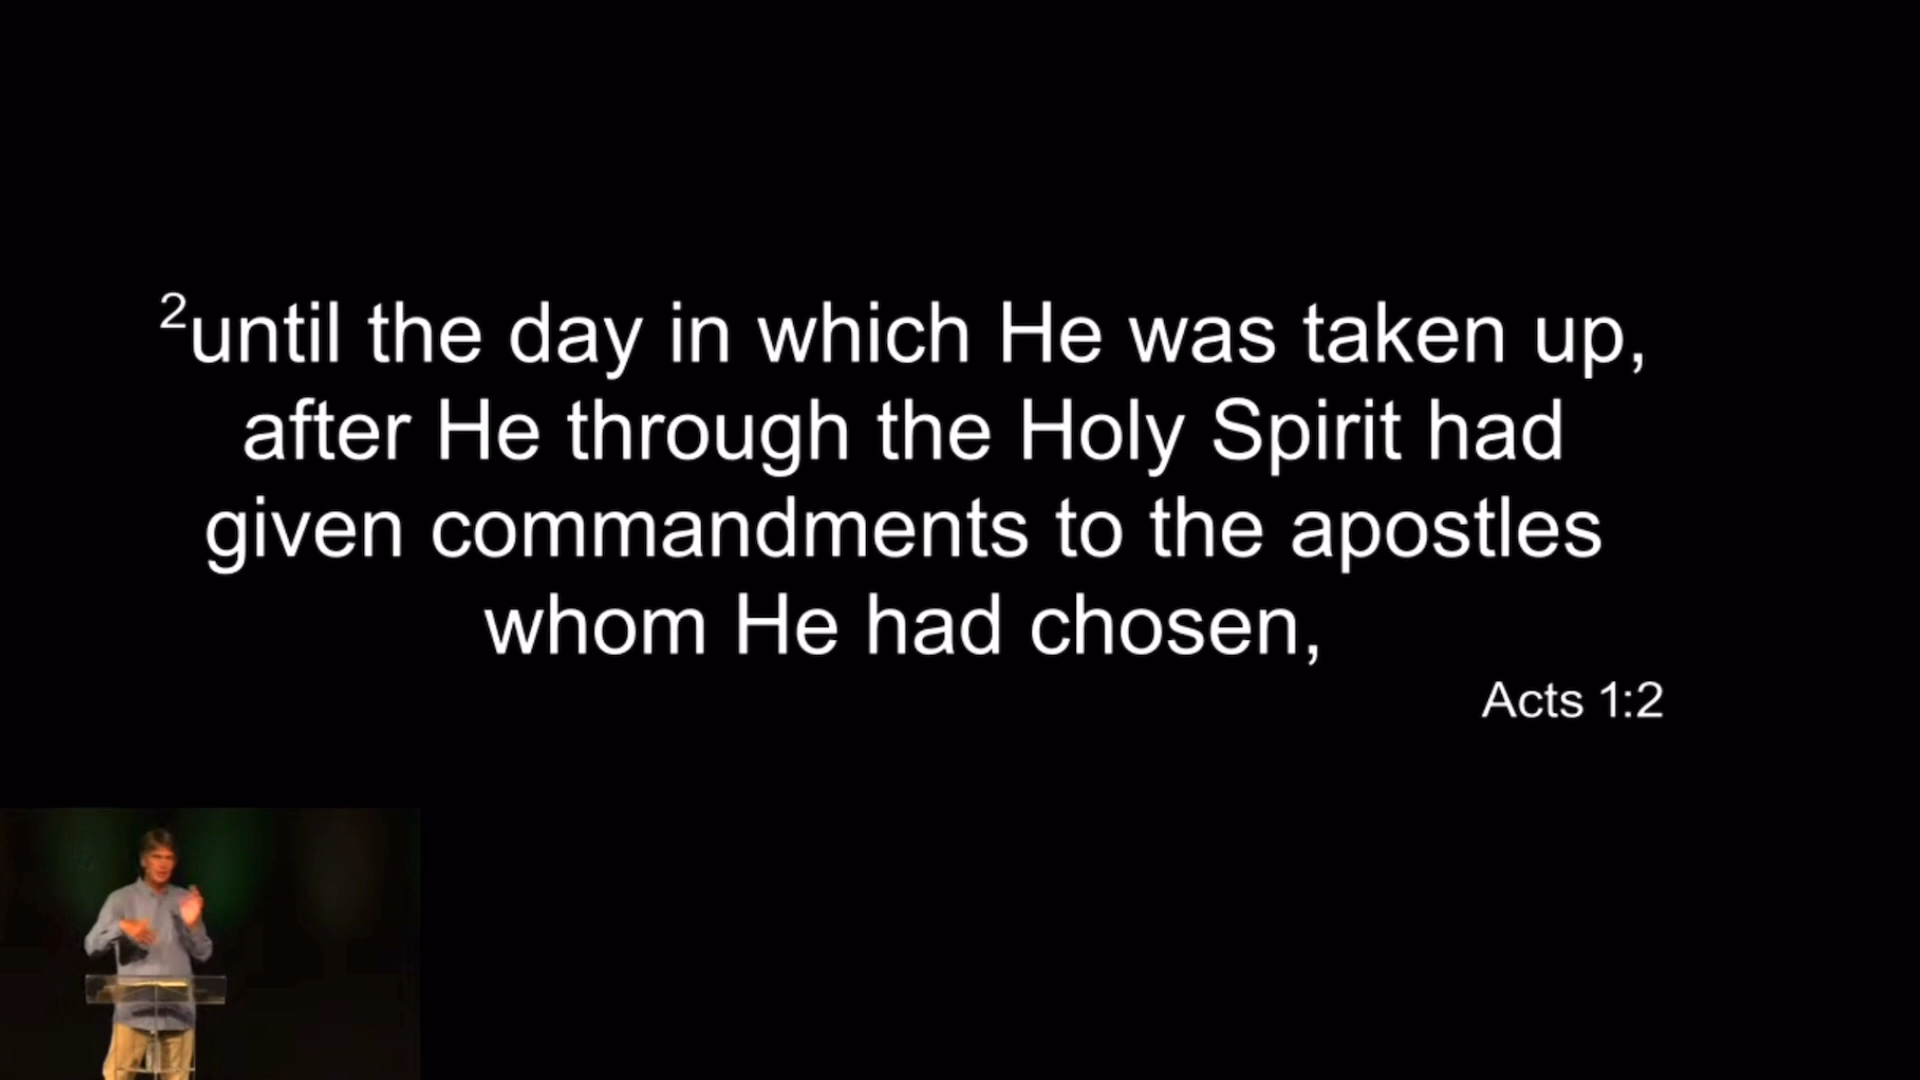 ²until the day in which He was taken up,
after He through the Holy Spirit had
given commandments to the apostles
whom He had chosen,
Acts 1:2